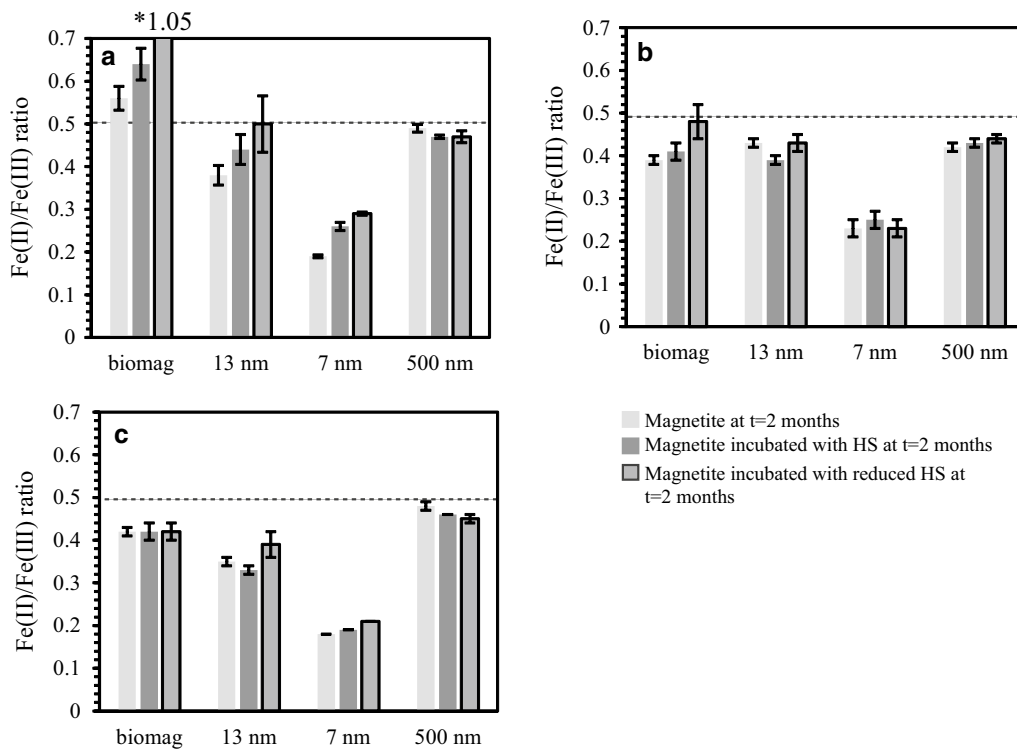 *1.05
a
Fe(II)/Fe(III) ratio
0.7
0.6
0.5
0.4
0.3
0.2
0.1
0
biomag 13 nm 7 nm 500 nm
b
Fe(II)/Fe(III) ratio
0.7
0.6
0.5
0.4
0.3
0.2
0.1
0
biomag 13 nm 7 nm 500 nm
c
Fe(II)/Fe(III) ratio
0.7
0.6
0.5
0.4
0.3
0.2
0.1
0
biomag 13 nm 7 nm 500 nm
Magnetite at t=2 months
Magnetite incubated with HS at t=2 months
Magnetite incubated with reduced HS at
t=2 months